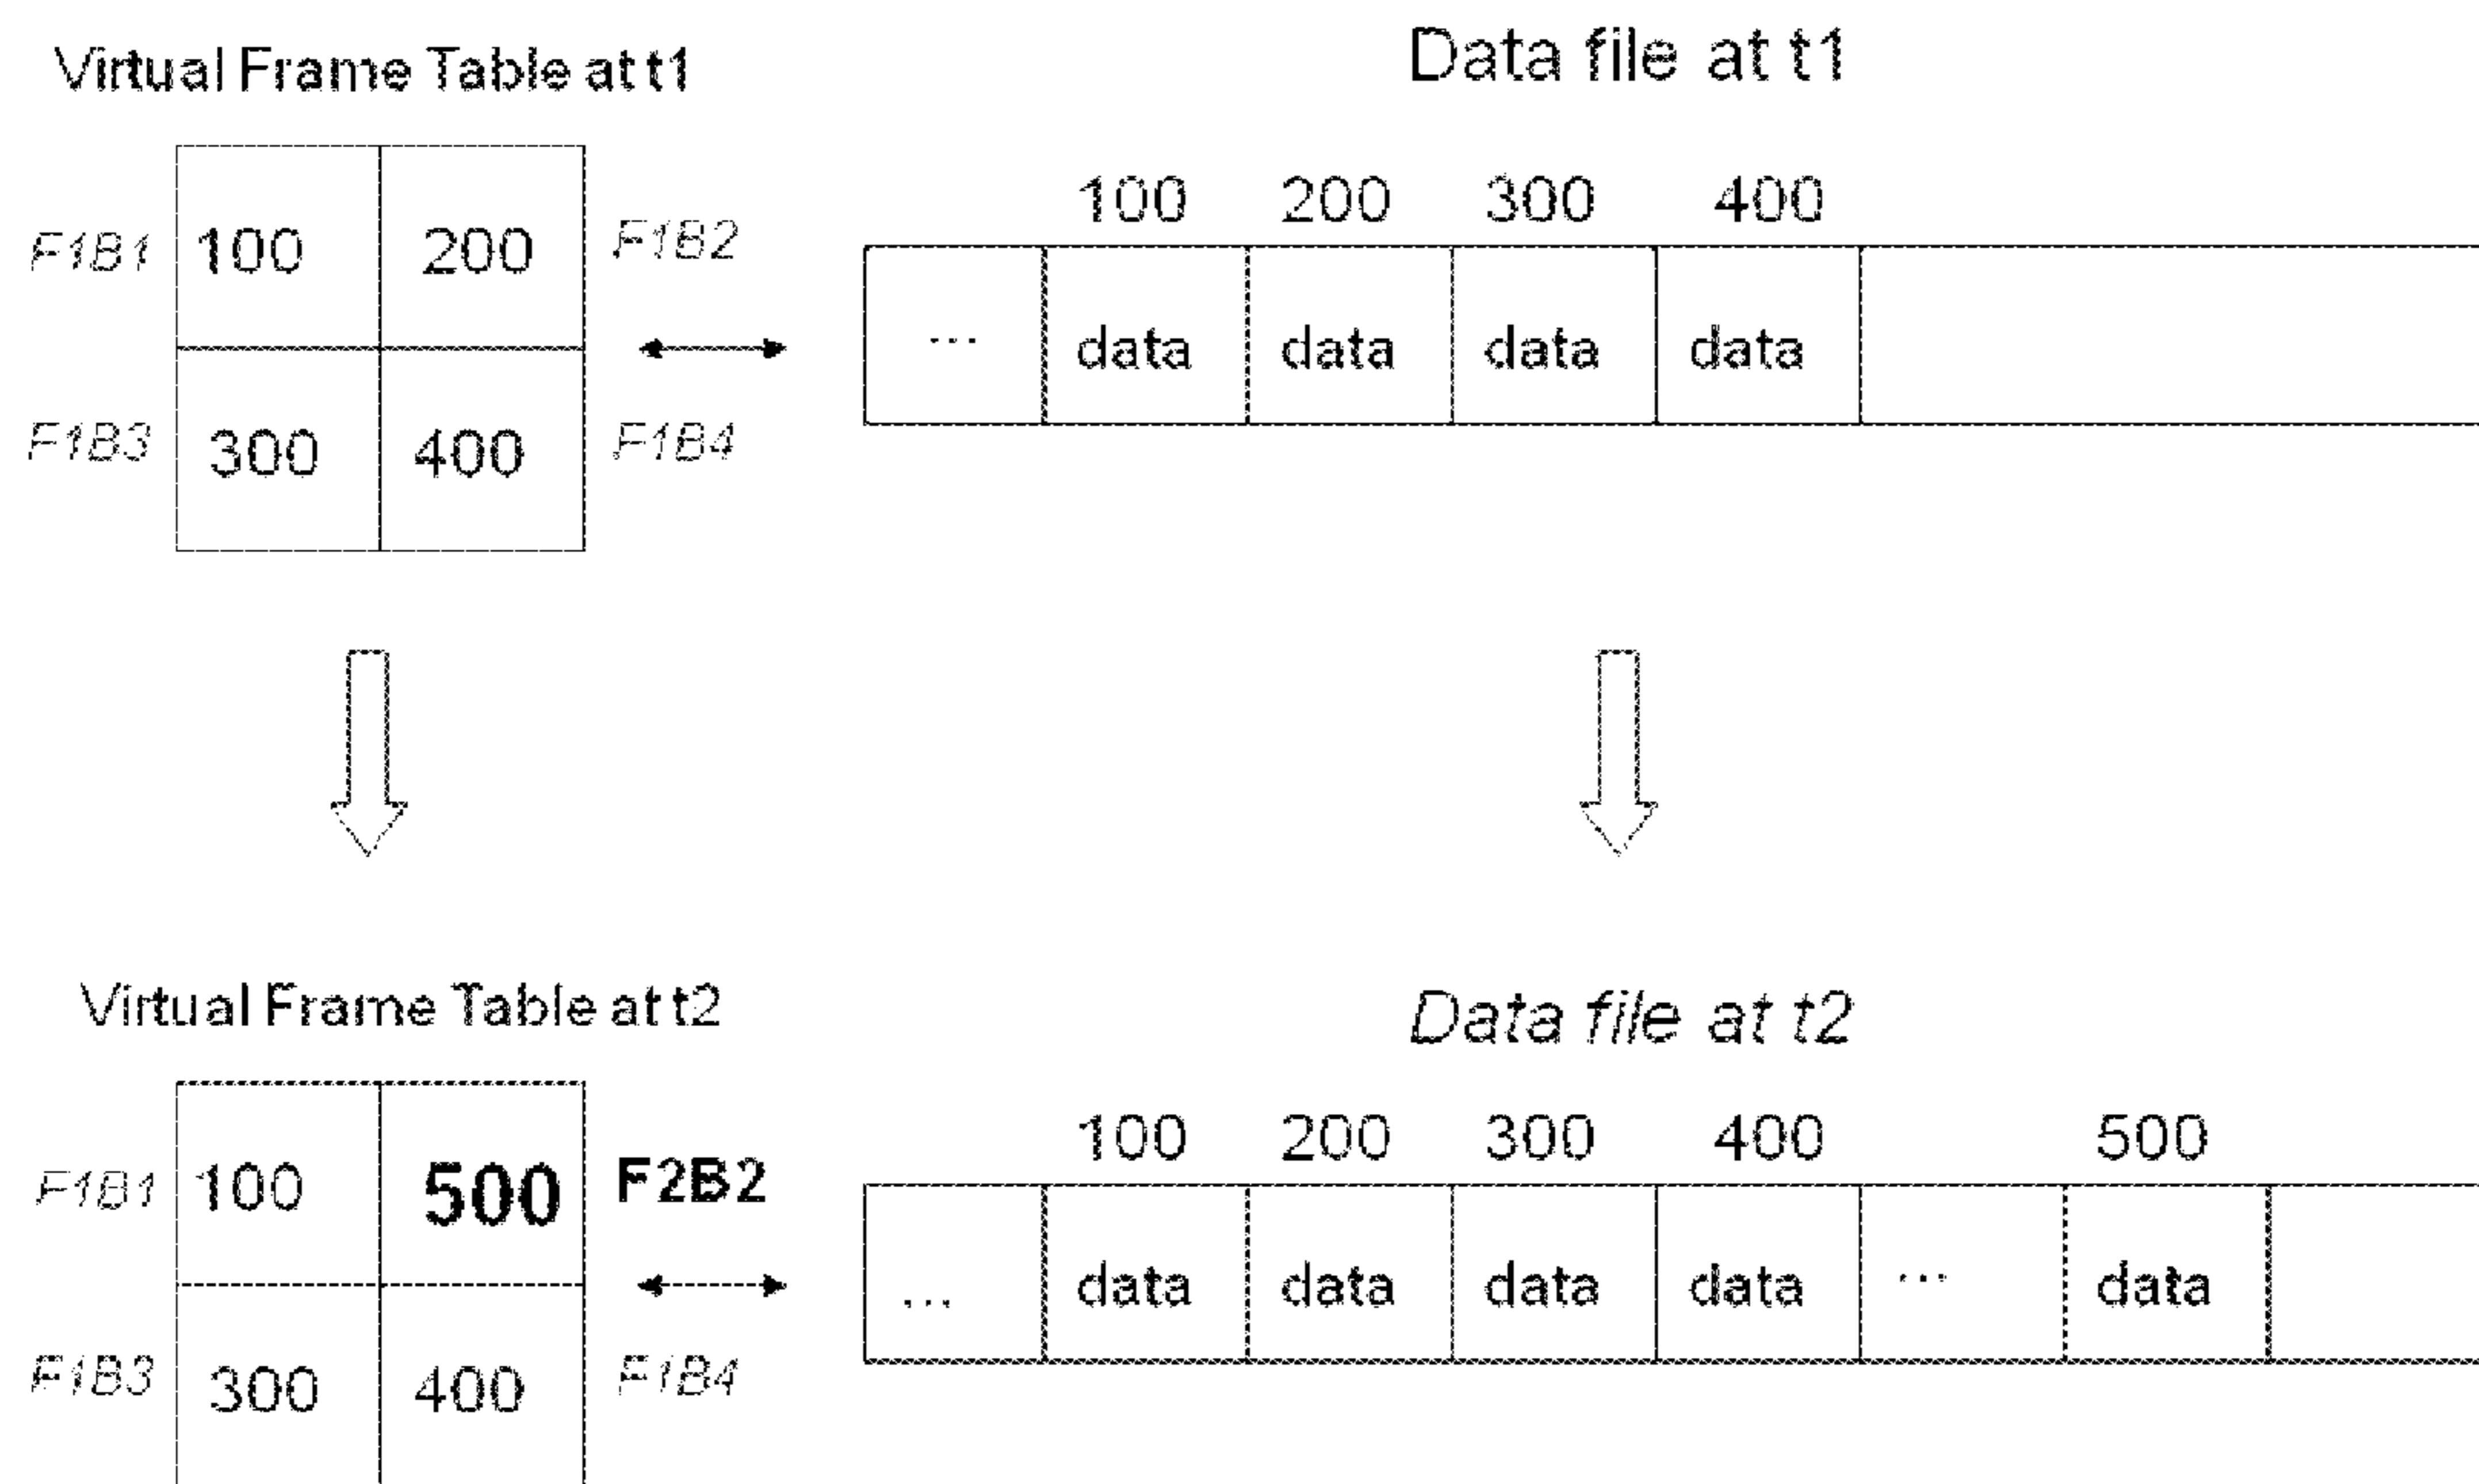 Virtual Frame Table at t1
Data file at t1
100 200 300 400
F1B1 100 200 F1B2
... data data data data
F1B3 300 400 F1B4
Virtual Frame Table at t2
Data file at t2
100 200 300 400 500
F1B1 100 500 F2B2
... data data data data ... data
F1B3 300 400 F1B4